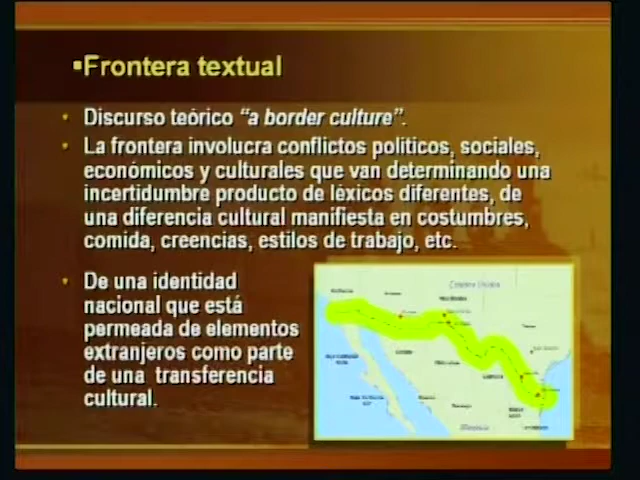 ▪Frontera textual
• Discurso teórico “a border culture”.
• La frontera involucra conflictos políticos, sociales,
económicos y culturales que van determinando una
incertidumbre producto de léxicos diferentes, de
una diferencia cultural manifiesta en costumbres,
comida, creencias, estilos de trabajo, etc.
• De una identidad
nacional que está
permeada de elementos
extranjeros como parte
de una transferencia
cultural.
Estados Unidos